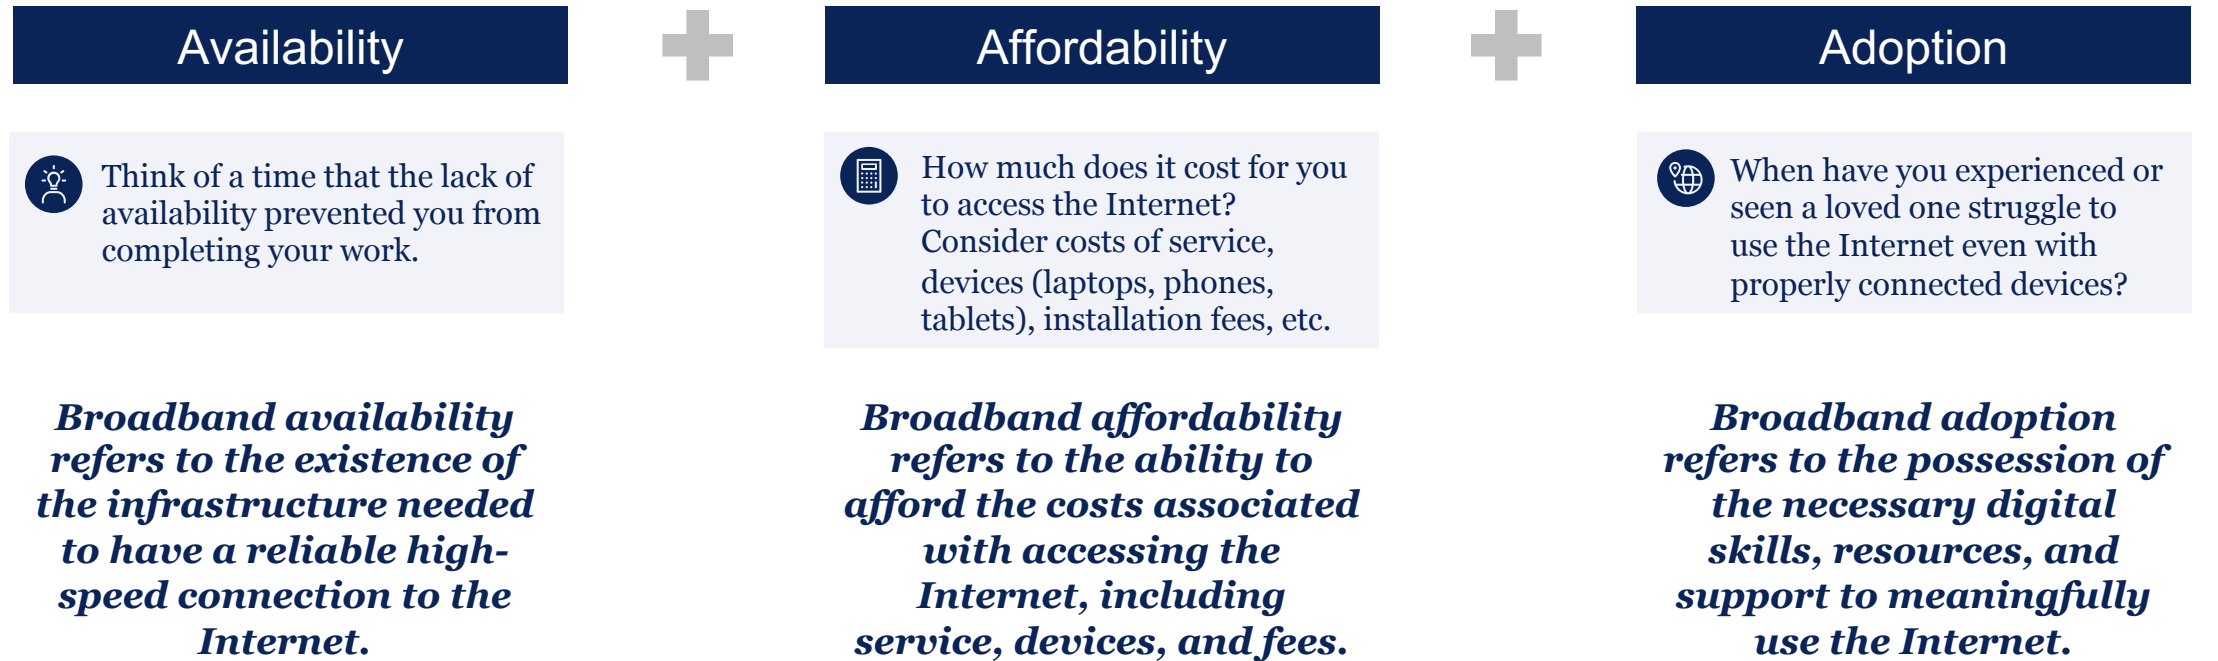 Availability
Think of a time that the lack of
availability prevented you from
completing your work.
Broadband availability
refers to the existence of
the infrastructure needed
to have a reliable high-
speed connection to the
Internet.
Affordability
How much does it cost for you
to access the Internet?
Consider costs of service,
devices (laptops, phones,
tablets), installation fees, etc.
Broadband affordability
refers to the ability to
afford the costs associated
with accessing the
Internet, including
service, devices, and fees.
Adoption
When have you experienced or
seen a loved one struggle to
use the Internet even with
properly connected devices?
Broadband adoption
refers to the possession of
the necessary digital
skills, resources, and
support to meaningfully
use the Internet.